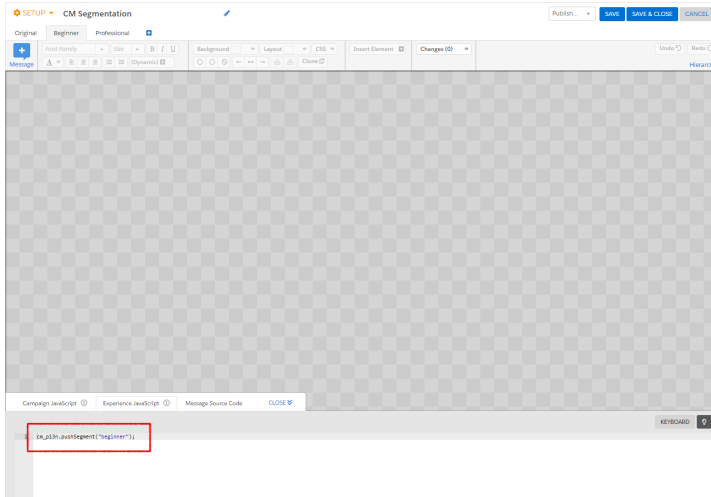 SETUP CM Segmentation Publish... SAVE SAVE & CLOSE CANCEL
Original Beginner Professional
Font Family Size B I U Background Layout CSS Insert Element Changes (0) Undo Redo
Message A (Dynamic) Clone Hierarch
Campaign JavaScript Experience JavaScript Message Source Code CLOSE
KEYBOARD
1 cm_p13n.pushSegment("beginner");